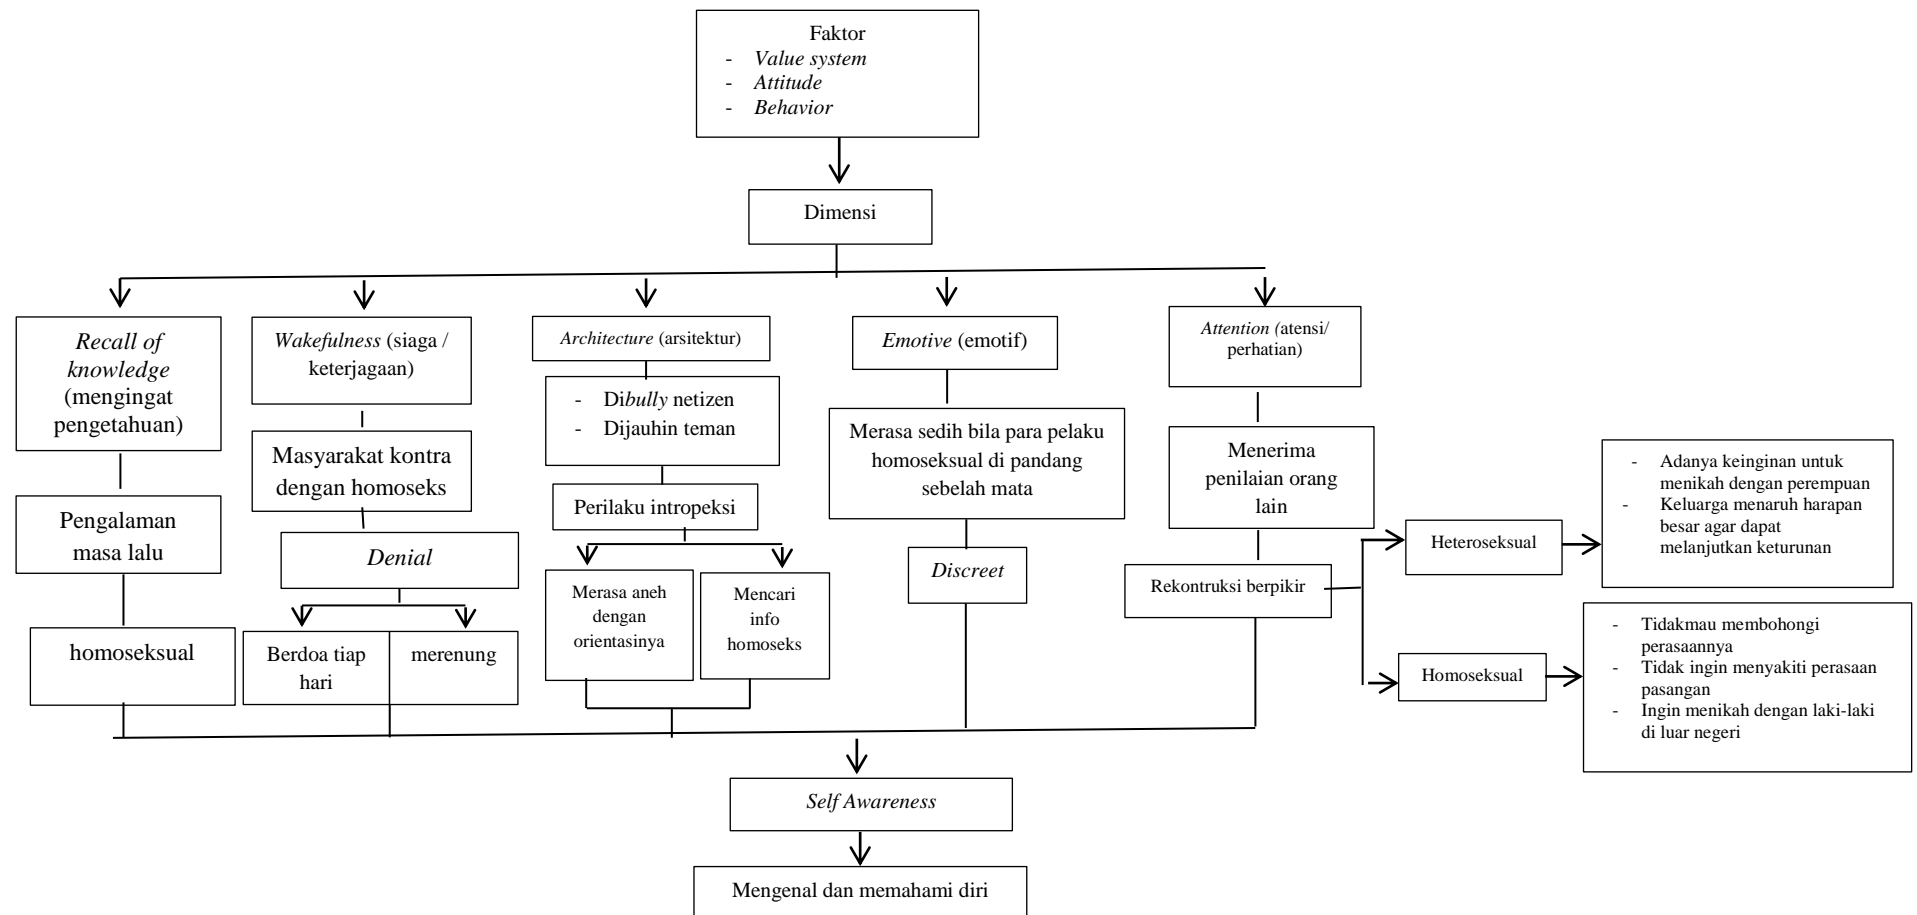 Faktor
- Value system
- Attitude
- Behavior
Dimensi
Recall of
knowledge
(mengingat
pengetahuan)
Pengalaman
masa lalu
homoseksual
Wakefulness (siaga /
keterjagaan)
Masyarakat kontra
dengan homoseks
Denial
Berdoa tiap
hari
merenung
Architecture (arsitektur)
- Dibully netizen
- Dijauhin teman
Perilaku intropeksi
Merasa aneh
dengan
orientasinya
Mencari
info
homoseks
Emotive (emotif)
Merasa sedih bila para pelaku
homoseksual di pandang
sebelah mata
Discreet
Attention (atensi/
perhatian)
Menerima
penilaian orang
lain
Rekontruksi berpikir
Heteroseksual
- Adanya keinginan untuk
menikah dengan perempuan
- Keluarga menaruh harapan
besar agar dapat
melanjutkan keturunan
Homoseksual
- Tidakmau membohongi
perasaannya
- Tidak ingin menyakiti perasaan
pasangan
- Ingin menikah dengan laki-laki
di luar negeri
Self Awareness
Mengenal dan memahami diri